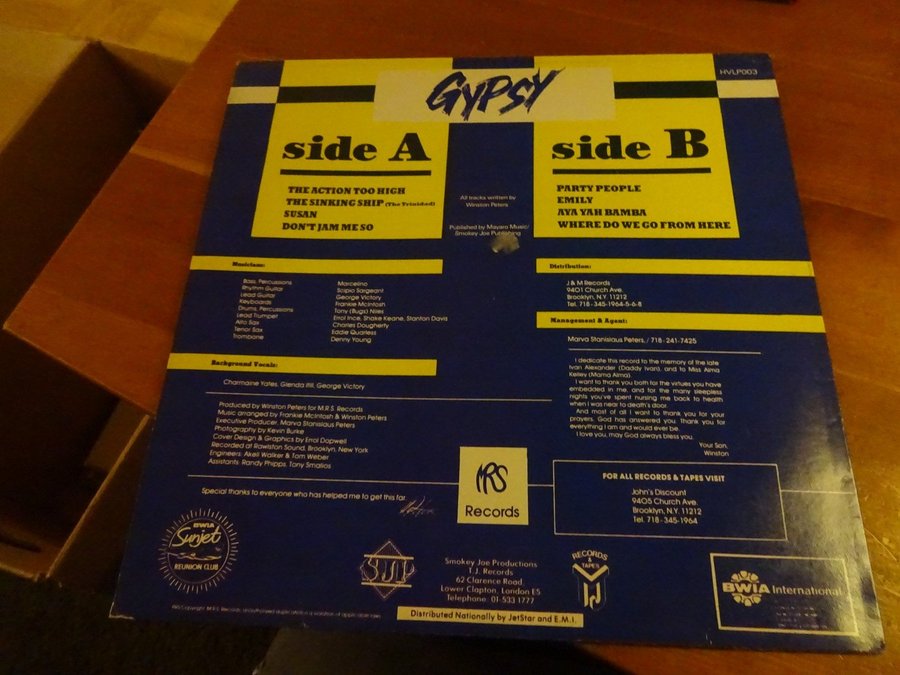 GYPSY
HVLP003
side A
THE ACTION TOO HIGH
THE SINKING SHIP (The Trinidad)
SUSAN
DON'T JAM ME SO
All tracks written by
Winston Peters
Published by Mayaro Music/
Smokey Joe Publishing
side B
PARTY PEOPLE
EMILY
AYA YAH BAMBA
WHERE DO WE GO FROM HERE
Musicians:
Bass, Percussions Marcelino
Rhythm Guitar Scipio Sargeant
Lead Guitar George Victory
Keyboards Frankie McIntosh
Drums, Percussions Tony (Bugs) Niles
Lead Trumpet Errol Ince, Shake Keane, Stanton Davis
Alto Sax Charles Dougherty
Tenor Sax Eddie Quarless
Trombone Denny Young
Background Vocals:
Charmaine Yates, Glenda Ifill, George Victory
Produced by Winston Peters for M.R.S. Records
Music arranged by Frankie McIntosh & Winston Peters
Executive Producer, Marva Stanislaus Peters
Photography by Kevin Burke
Cover Design & Graphics by Errol Dapwell
Recorded at Rawlston Sound, Brooklyn, New York
Engineers: Akeil Walker & Tom Weber
Assistants: Randy Phipps, Tony Smalios
Special thanks to everyone who has helped me to get this far.
Distribution:
J & M Records
9401 Church Ave.
Brooklyn, N.Y. 11212
Tel. 718-345-1964-5-6-8
Management & Agent:
Marva Stanislaus Peters, / 718-241-7425
I dedicate this record to the memory of the late
Ivan Alexander (Daddy Ivan), and to Miss Alma
Kelley (Mama Alma).
I want to thank you both for the virtues you have
embedded in me, and for the many sleepless
nights you've spent nursing me back to health
when I was near to death's door.
And most of all I want to thank you for your
prayers. God has answered you. Thank you for
everything I am and would ever be.
I love you, may God always bless you.
Your Son,
Winston
MRS
Records
FOR ALL RECORDS & TAPES VISIT
John's Discount
9405 Church Ave.
Brooklyn, N.Y. 11212
Tel. 718-345-1964
BWIA
Sunjet
REUNION CLUB
SJP
Smokey Joe Productions
T.J. Records
62 Clarence Road,
Lower Clapton, London E5
Telephone: 01-533 1777
RECORDS
&
TAPES
BWIA International
Distributed Nationally by JetStar and E.M.I.